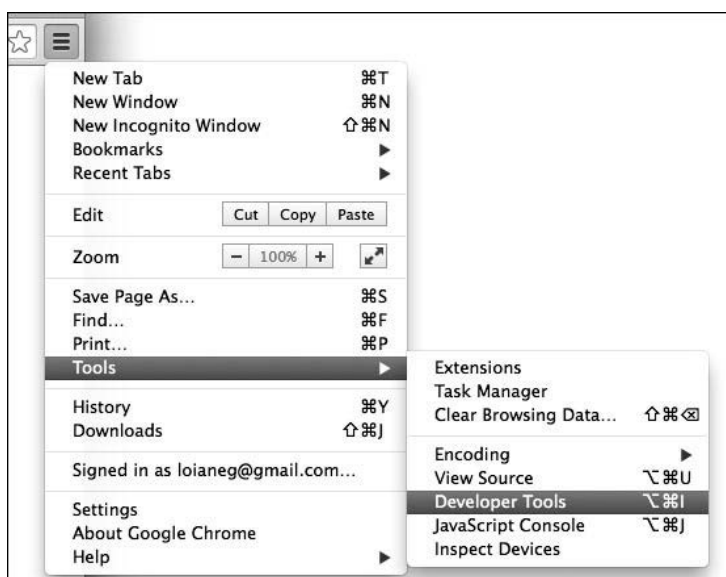 New Tab ⌘T
New Window ⌘N
New Incognito Window ⇧⌘N
Bookmarks ▶
Recent Tabs ▶
Edit Cut Copy Paste
Zoom − 100% +
Save Page As... ⌘S
Find... ⌘F
Print... ⌘P
Tools ▶
History ⌘Y
Downloads ⇧⌘J
Signed in as loianeg@gmail.com...
Settings
About Google Chrome
Help ▶
Extensions
Task Manager
Clear Browsing Data... ⇧⌘⌫
Encoding ▶
View Source ⌥⌘U
Developer Tools ⌥⌘I
JavaScript Console ⌥⌘J
Inspect Devices